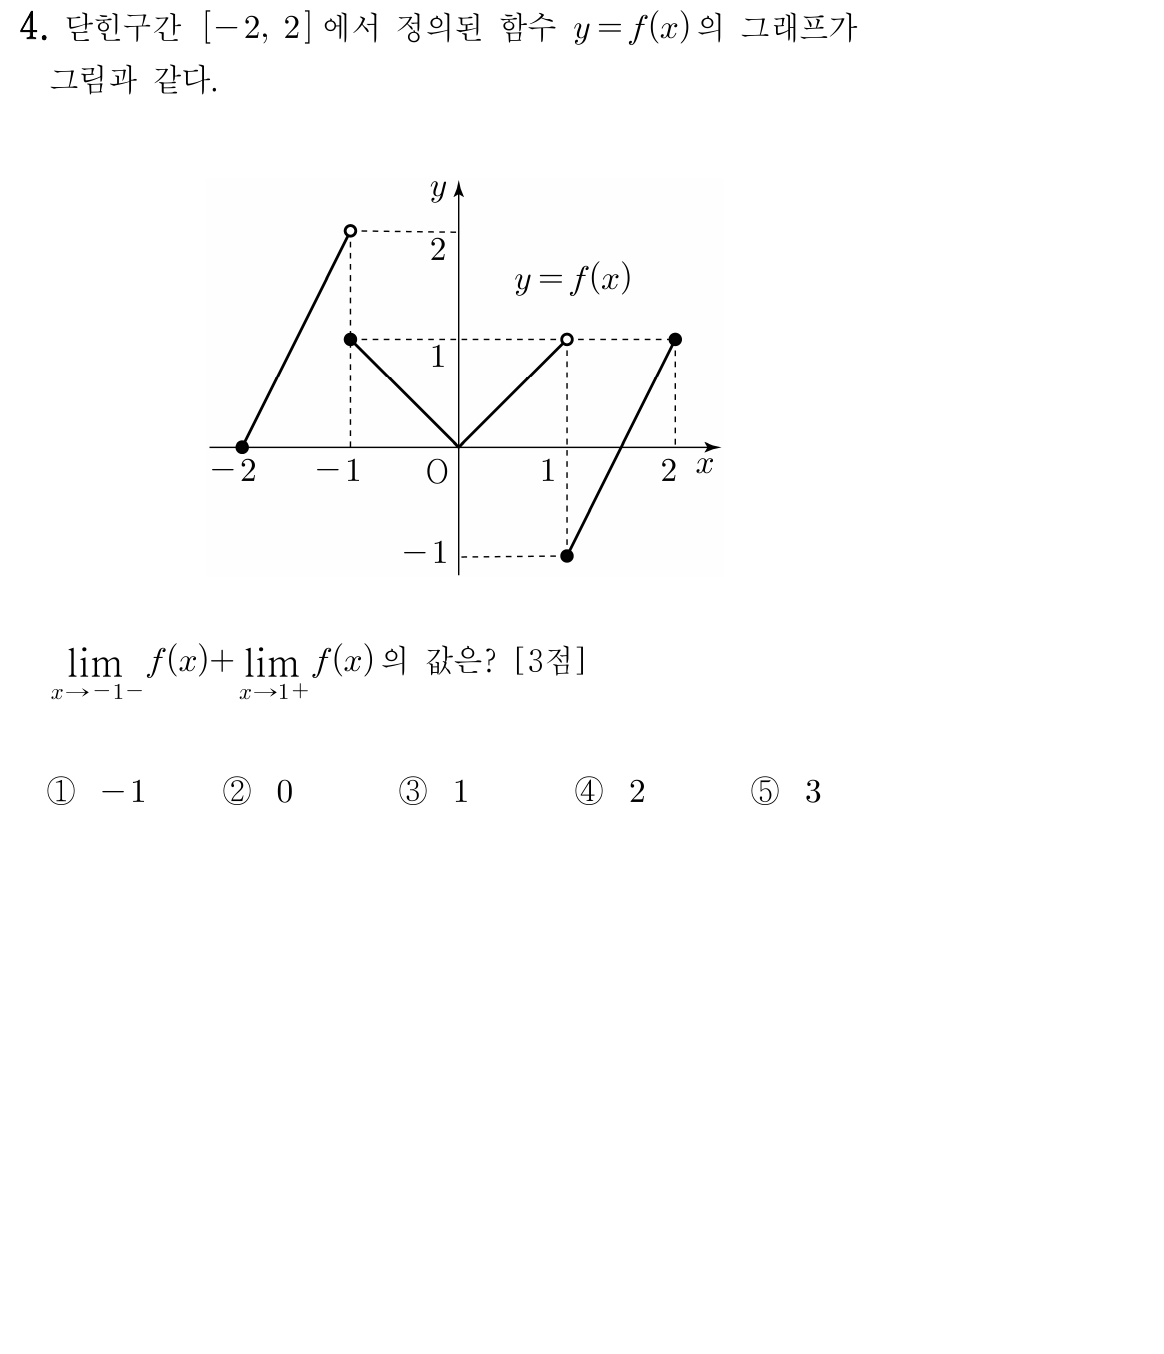 4. 닫힌구간 [-2, 2]에서 정의된 함수 y=f(x)의 그래프가
그림과 같다.
y
2
y=f(x)
1
-2 -1 O 1 2 x
-1
lim f(x)+lim f(x)의 값은? [3점]
x→-1- x→1+
① -1 ② 0 ③ 1 ④ 2 ⑤ 3